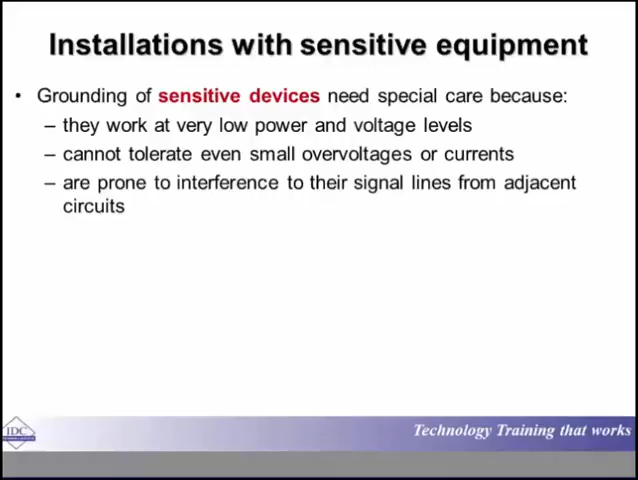 Installations with sensitive equipment
• Grounding of sensitive devices need special care because:
– they work at very low power and voltage levels
– cannot tolerate even small overvoltages or currents
– are prone to interference to their signal lines from adjacent
circuits
IDC
Technology Training that works